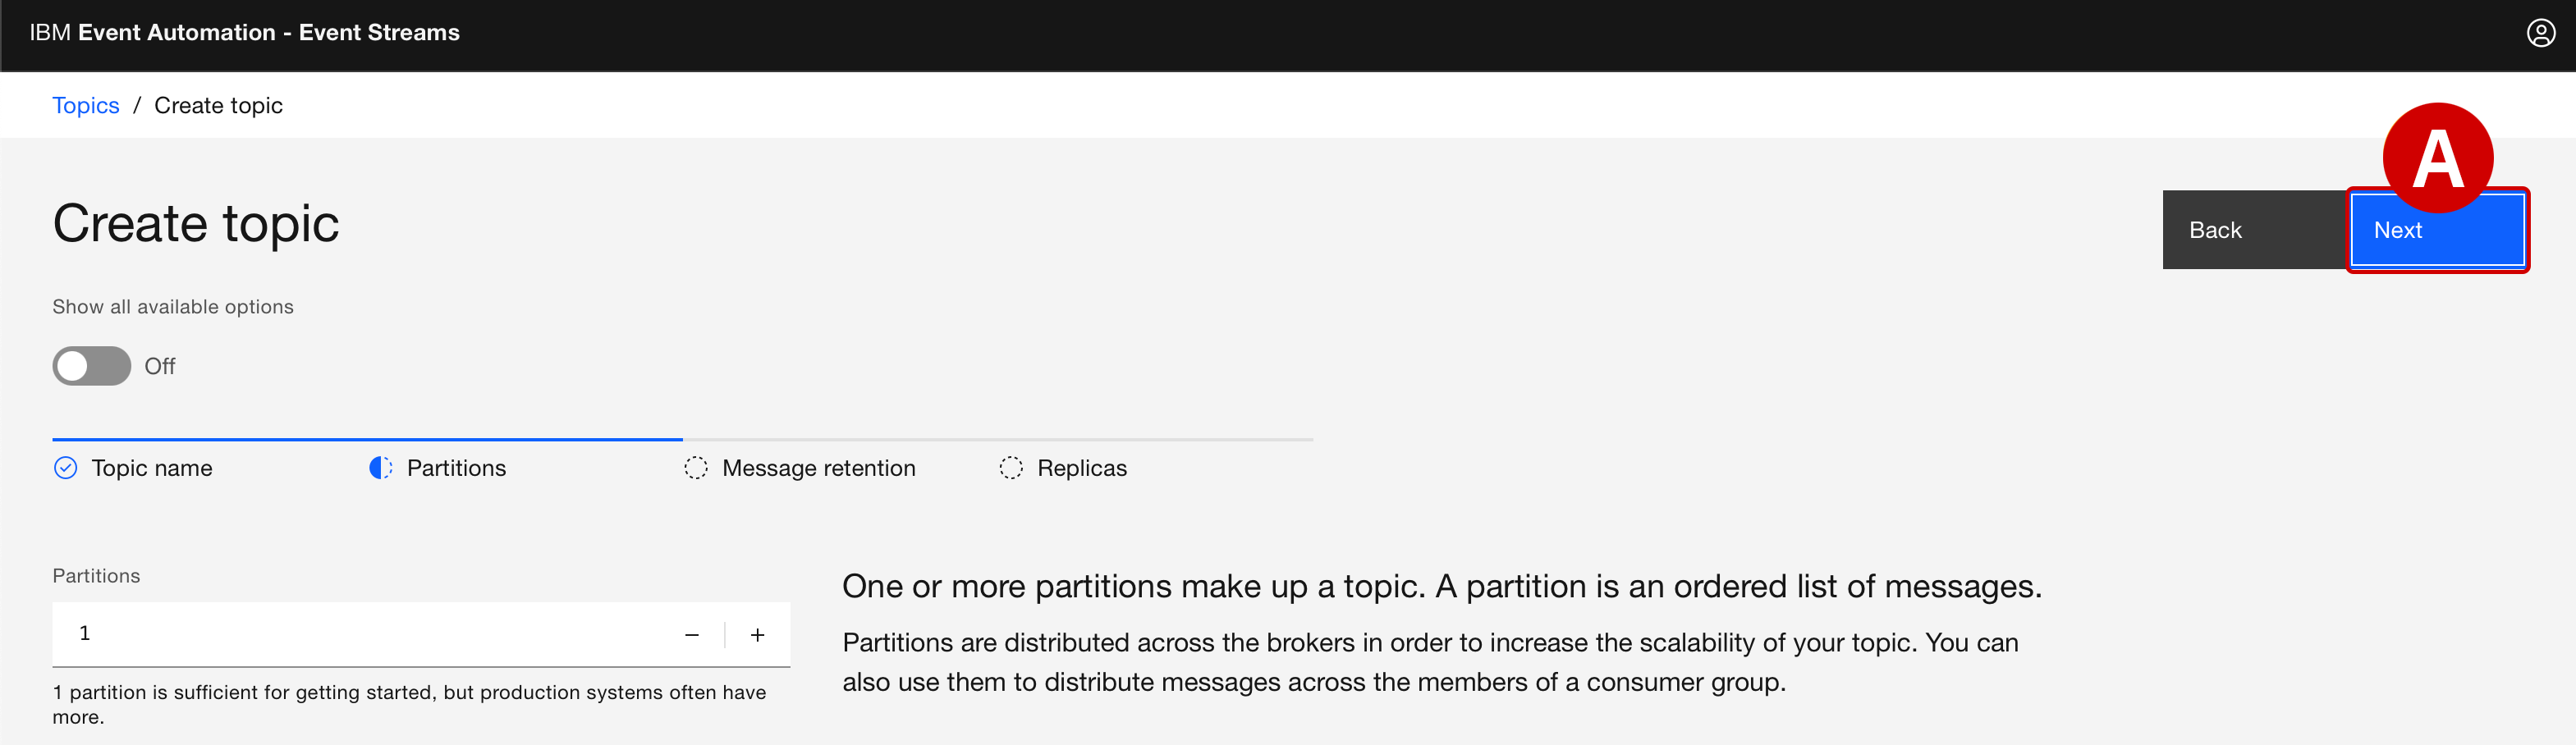 IBM Event Automation - Event Streams
Topics / Create topic
A
Create topic
Back
Next
Show all available options
Off
Topic name
Partitions
Message retention
Replicas
Partitions
1
1 partition is sufficient for getting started, but production systems often have
more.
One or more partitions make up a topic. A partition is an ordered list of messages.
Partitions are distributed across the brokers in order to increase the scalability of your topic. You can
also use them to distribute messages across the members of a consumer group.